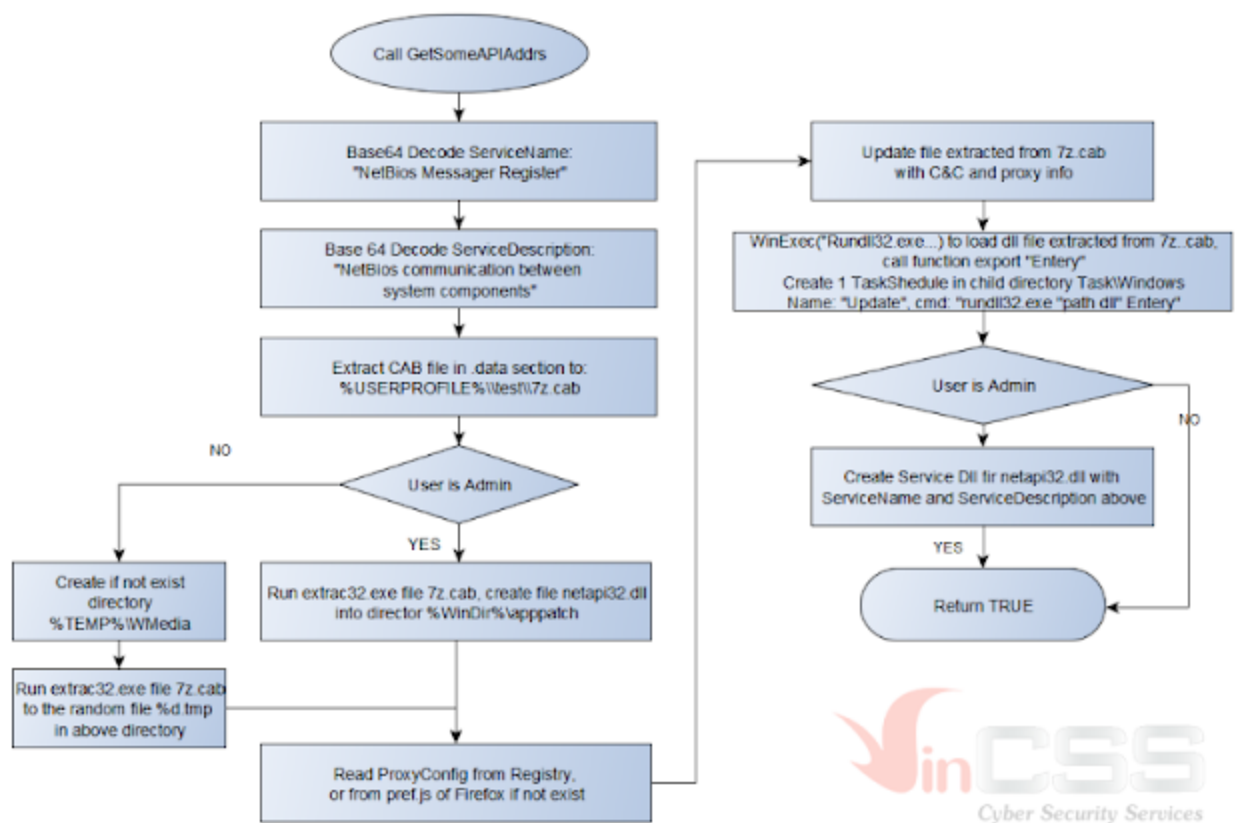 Call GetSomeAPIAddrs
Base64 Decode ServiceName:
"NetBios Messager Register"
Base 64 Decode ServiceDescription:
"NetBios communication between
system components"
Extract CAB file in .data section to:
%USERPROFILE%\\test\\7z.cab
NO
User is Admin
YES
Create if not exist
directory
%TEMP%\WMedia
Run extrac32.exe file 7z.cab, create file netapi32.dll
into director %WinDir%\apppatch
Run extrac32.exe file 7z.cab
to the random file %d.tmp
in above directory
Read ProxyConfig from Registry,
or from pref.js of Firefox if not exist
Update file extracted from 7z.cab
with C&C and proxy info
WinExec("Rundll32.exe...) to load dll file extracted from 7z..cab,
call function export "Entery"
Create 1 TaskShedule in child directory Task\Windows
Name: "Update", cmd: "rundll32.exe "path dll" Entery"
User is Admin
NO
Create Service Dll fir netapi32.dll with
ServiceName and ServiceDescription above
YES
Return TRUE
VinCSS
Cyber Security Services